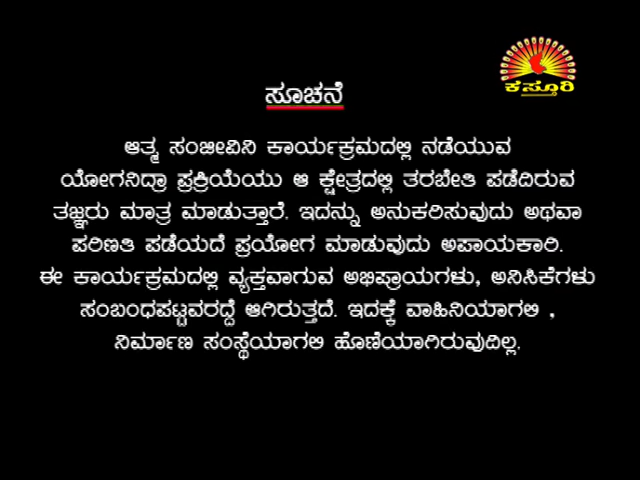 ಕಸ್ತೂರಿ
ಸೂಚನೆ
ಆತ್ಮ ಸಂಜೀವಿನಿ ಕಾರ್ಯಕ್ರಮದಲ್ಲಿ ನಡೆಯುವ
ಯೋಗನಿದ್ರಾ ಪ್ರಕ್ರಿಯೆಯು ಆ ಕ್ಷೇತ್ರದಲ್ಲಿ ತರಬೇತಿ ಪಡೆದಿರುವ
ತಜ್ಞರು ಮಾತ್ರ ಮಾಡುತ್ತಾರೆ. ಇದನ್ನು ಅನುಕರಿಸುವುದು ಅಥವಾ
ಪರಿಣತಿ ಪಡೆಯದೆ ಪ್ರಯೋಗ ಮಾಡುವುದು ಅಪಾಯಕಾರಿ.
ಈ ಕಾರ್ಯಕ್ರಮದಲ್ಲಿ ವ್ಯಕ್ತವಾಗುವ ಅಭಿಪ್ರಾಯಗಳು, ಅನಿಸಿಕೆಗಳು
ಸಂಬಂಧಪಟ್ಟವರದ್ದೆ ಆಗಿರುತ್ತದೆ. ಇದಕ್ಕೆ ವಾಹಿನಿಯಾಗಲಿ ,
ನಿರ್ಮಾಣ ಸಂಸ್ಥೆಯಾಗಲಿ ಹೊಣೆಯಾಗಿರುವುದಿಲ್ಲ.